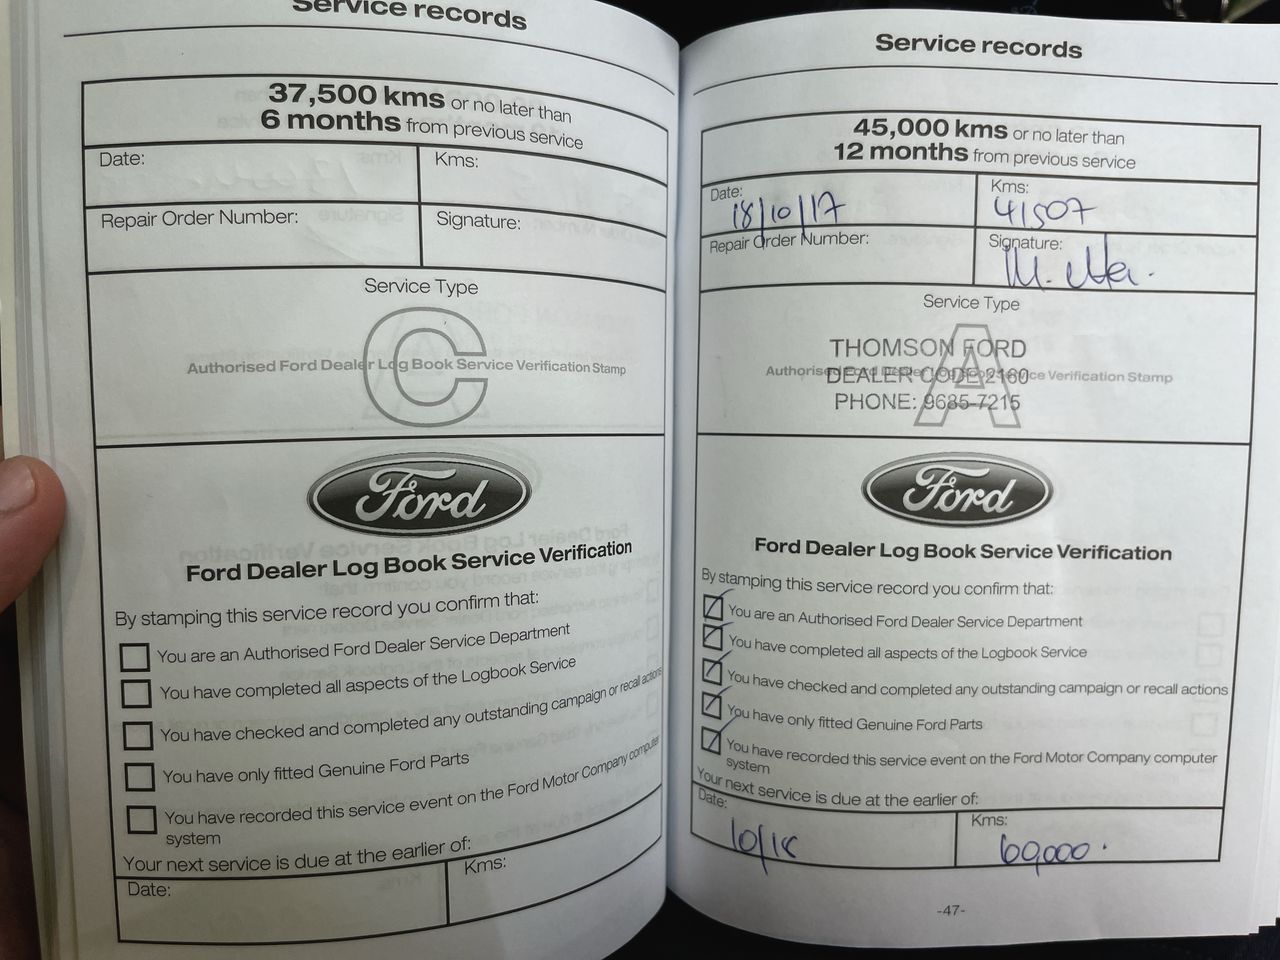 Service records
37,500 kms or no later than
6 months from previous service
Date:
Kms:
Repair Order Number:
Signature:
Service Type
C
Authorised Ford Dealer Log Book Service Verification Stamp
Ford
Ford Dealer Log Book Service Verification
By stamping this service record you confirm that:
You are an Authorised Ford Dealer Service Department
You have completed all aspects of the Logbook Service
You have checked and completed any outstanding campaign or recall actions
You have only fitted Genuine Ford Parts
You have recorded this service event on the Ford Motor Company computer
system
Your next service is due at the earlier of:
Date:
Kms:
Service records
45,000 kms or no later than
12 months from previous service
Date: 18/10/17
Kms: 41507
Repair Order Number:
Signature:
Service Type
A
THOMSON FORD
Authorised Ford Dealer Log Book Service Verification Stamp
DEALER CODE 2160
PHONE: 9685-7215
Ford
Ford Dealer Log Book Service Verification
By stamping this service record you confirm that:
You are an Authorised Ford Dealer Service Department
You have completed all aspects of the Logbook Service
You have checked and completed any outstanding campaign or recall actions
You have only fitted Genuine Ford Parts
You have recorded this service event on the Ford Motor Company computer
system
Your next service is due at the earlier of:
Date: 10/18
Kms: 60,000.
-47-